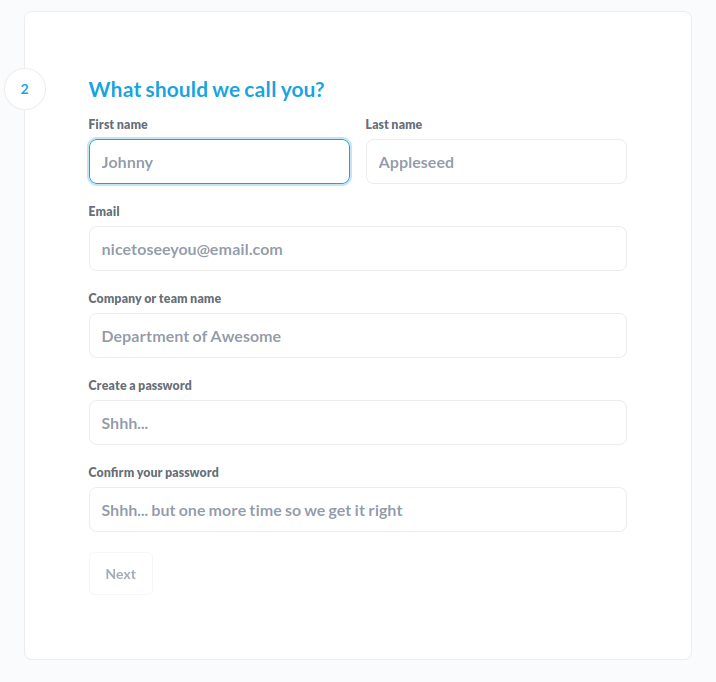 2
What should we call you?
First name Last name
Johnny Appleseed
Email
nicetoseeyou@email.com
Company or team name
Department of Awesome
Create a password
Shhh...
Confirm your password
Shhh... but one more time so we get it right
Next